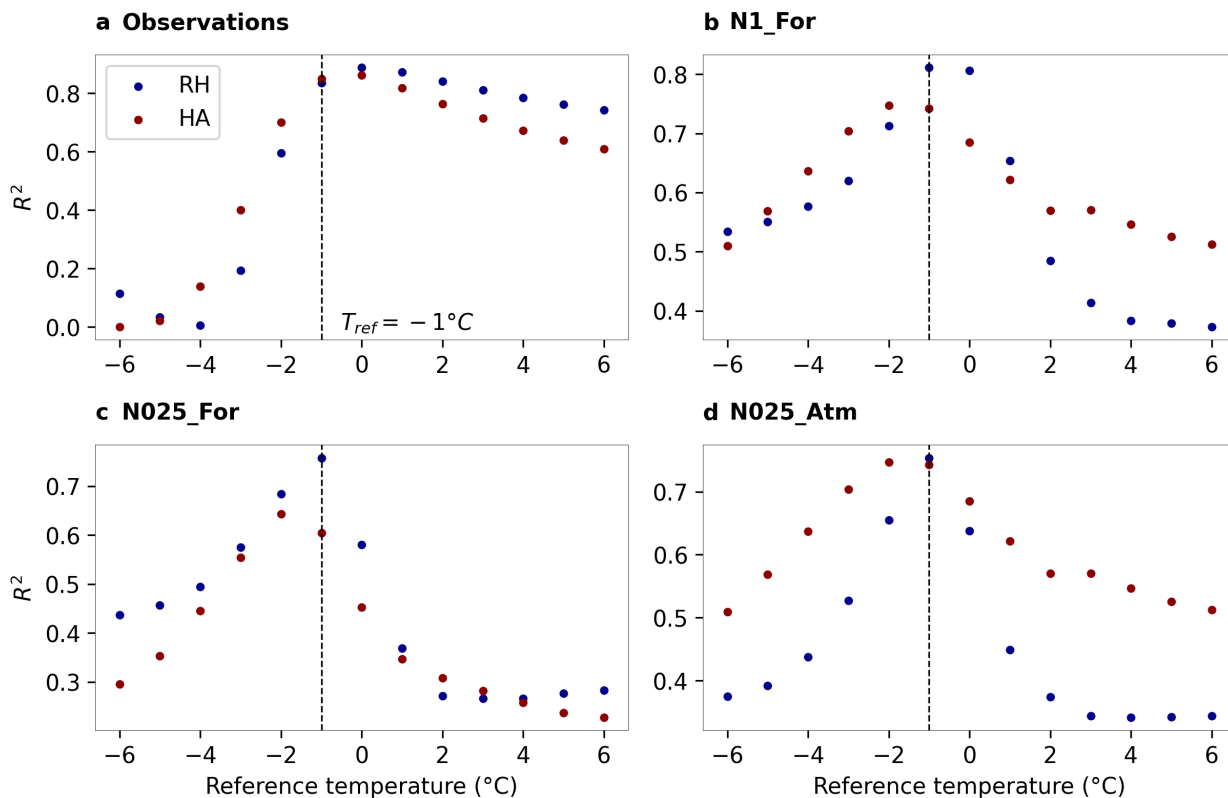 a Observations
RH
HA
R²
0.8
0.6
0.4
0.2
0.0
T_ref = −1°C
−6 −4 −2 0 2 4 6
b N1_For
0.8
0.7
0.6
0.5
0.4
−6 −4 −2 0 2 4 6
c N025_For
R²
0.7
0.6
0.5
0.4
0.3
−6 −4 −2 0 2 4 6
Reference temperature (°C)
d N025_Atm
0.7
0.6
0.5
0.4
−6 −4 −2 0 2 4 6
Reference temperature (°C)